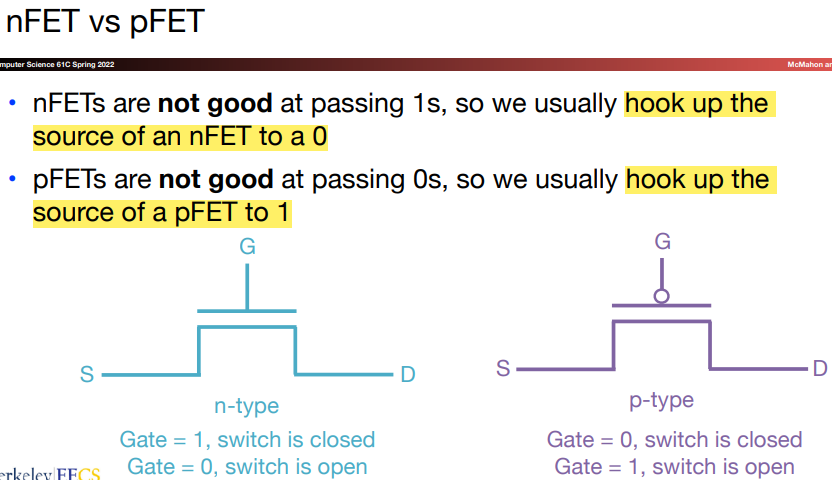 nFET vs pFET
mputer Science 61C Spring 2022 McMahon
• nFETs are not good at passing 1s, so we usually hook up the
source of an nFET to a 0
• pFETs are not good at passing 0s, so we usually hook up the
source of a pFET to 1
G G
S D S D
n-type p-type
Gate = 1, switch is closed Gate = 0, switch is closed
Gate = 0, switch is open Gate = 1, switch is open
erkeley EECS